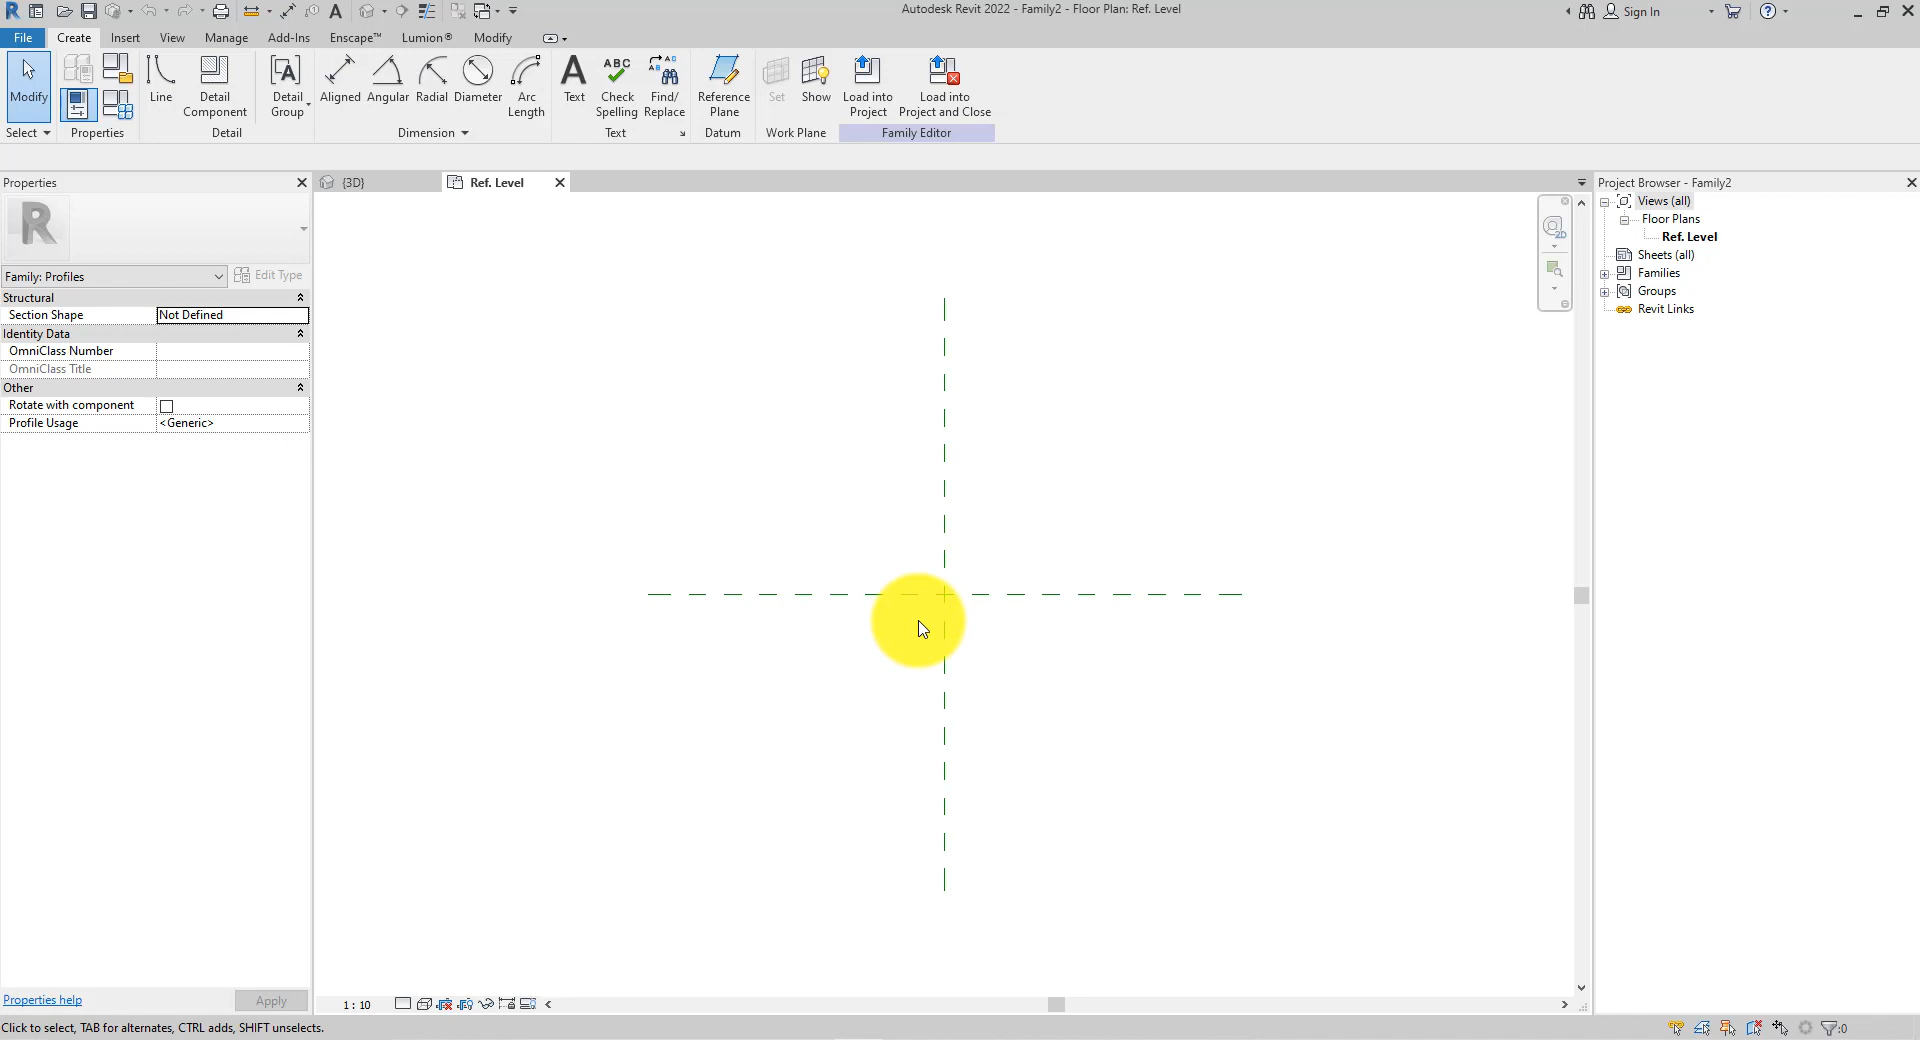 Autodesk Revit 2022 - Family2 - Floor Plan: Ref. Level
Sign In
File Create Insert View Manage Add-Ins Enscape™ Lumion® Modify
Modify
Line
Detail Component
Detail Group
Aligned
Angular
Radial
Diameter
Arc Length
Text
ABC
Check Spelling
Find/ Replace
Reference Plane
Set
Show
Load into Project
Load into Project and Close
Select
Properties
Detail
Dimension
Text
Datum
Work Plane
Family Editor
Properties
{3D}
Ref. Level
Project Browser - Family2
R
Family: Profiles
Edit Type
Structural
Section Shape Not Defined
Identity Data
OmniClass Number
OmniClass Title
Other
Rotate with component
Profile Usage <Generic>
2D
Views (all)
Floor Plans
Ref. Level
Sheets (all)
Families
Groups
Revit Links
Properties help
Apply
1 : 10
Click to select, TAB for alternates, CTRL adds, SHIFT unselects.
:0